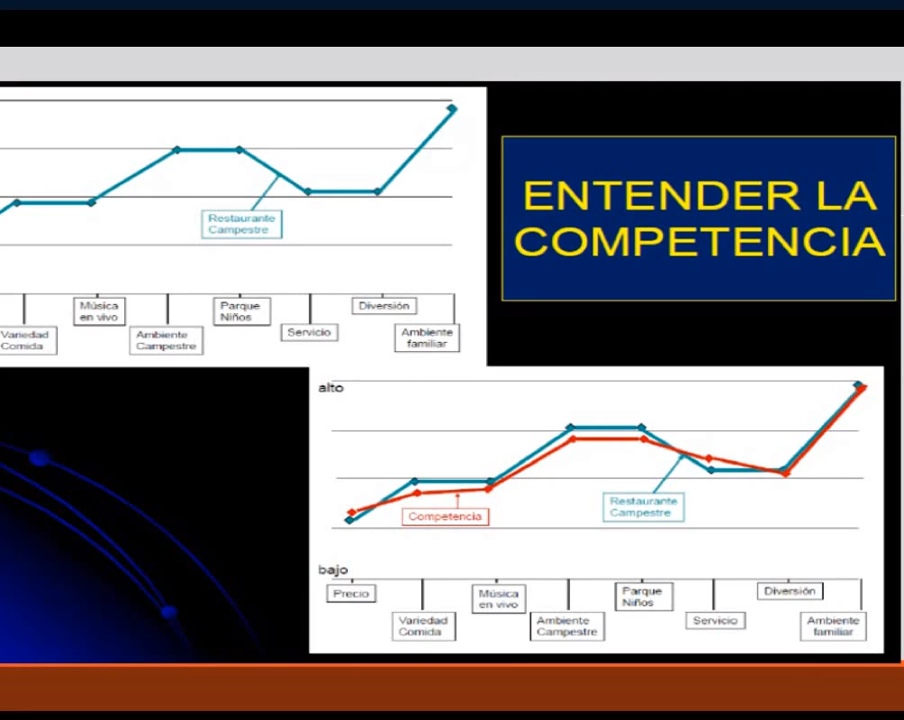 ENTENDER LA
COMPETENCIA
Restaurante
Campestre
Variedad
Comida
Música
en vivo
Ambiente
Campestre
Parque
Niños
Servicio
Diversión
Ambiente
familiar
alto
Competencia
Restaurante
Campestre
bajo
Precio
Variedad
Comida
Música
en vivo
Ambiente
Campestre
Parque
Niños
Servicio
Diversión
Ambiente
familiar